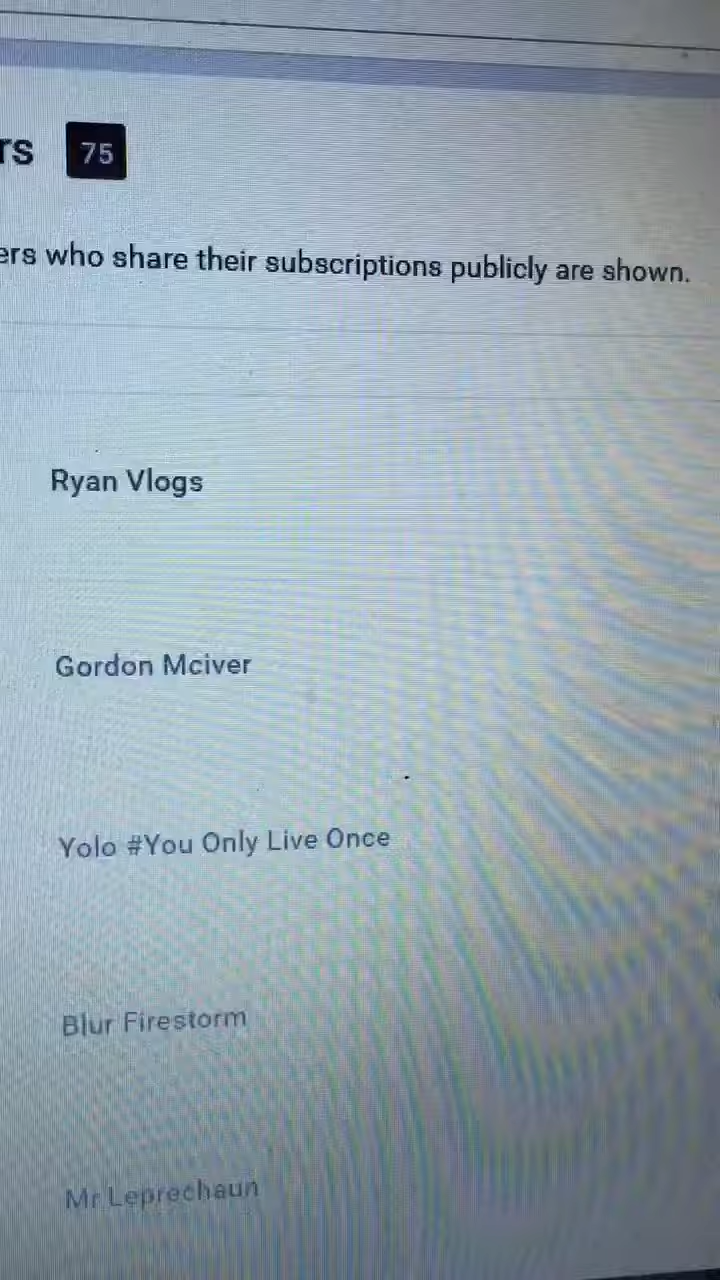 rs 75
ers who share their subscriptions publicly are shown.
Ryan Vlogs
Gordon Mciver
Yolo #You Only Live Once
Blur Firestorm
Mr Leprechaun